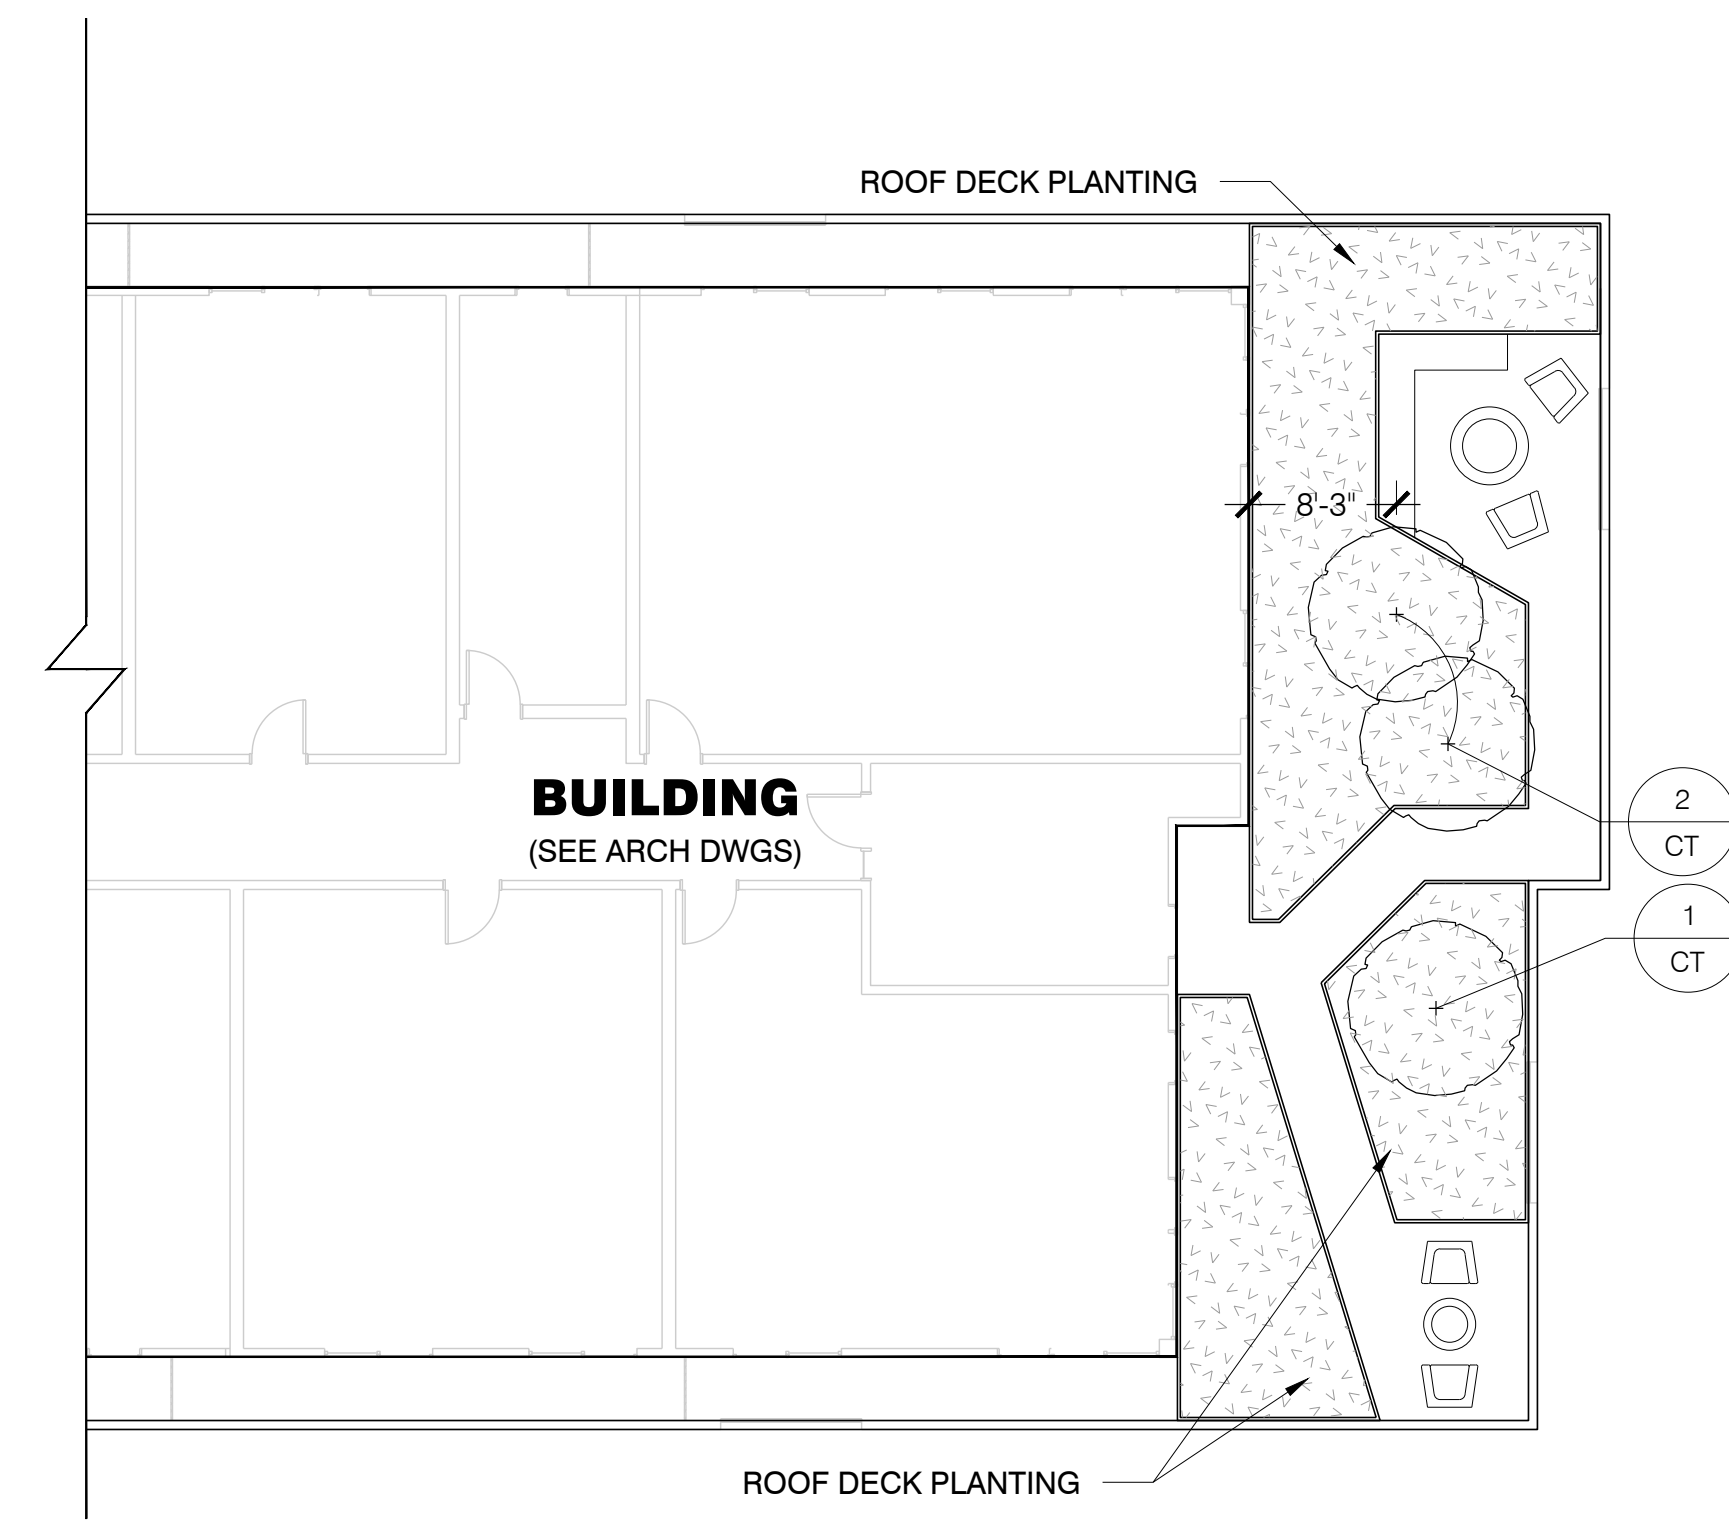 ROOF DECK PLANTING
8'-3"
BUILDING
(SEE ARCH DWGS)
2
CT
1
CT
ROOF DECK PLANTING